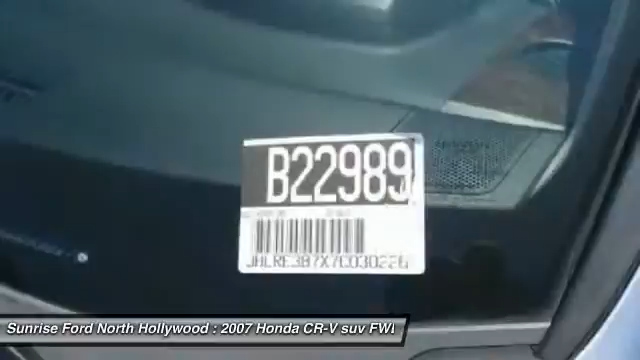 B22989
JHLRE387X7C030226
Sunrise Ford North Hollywood : 2007 Honda CR-V suv FWI